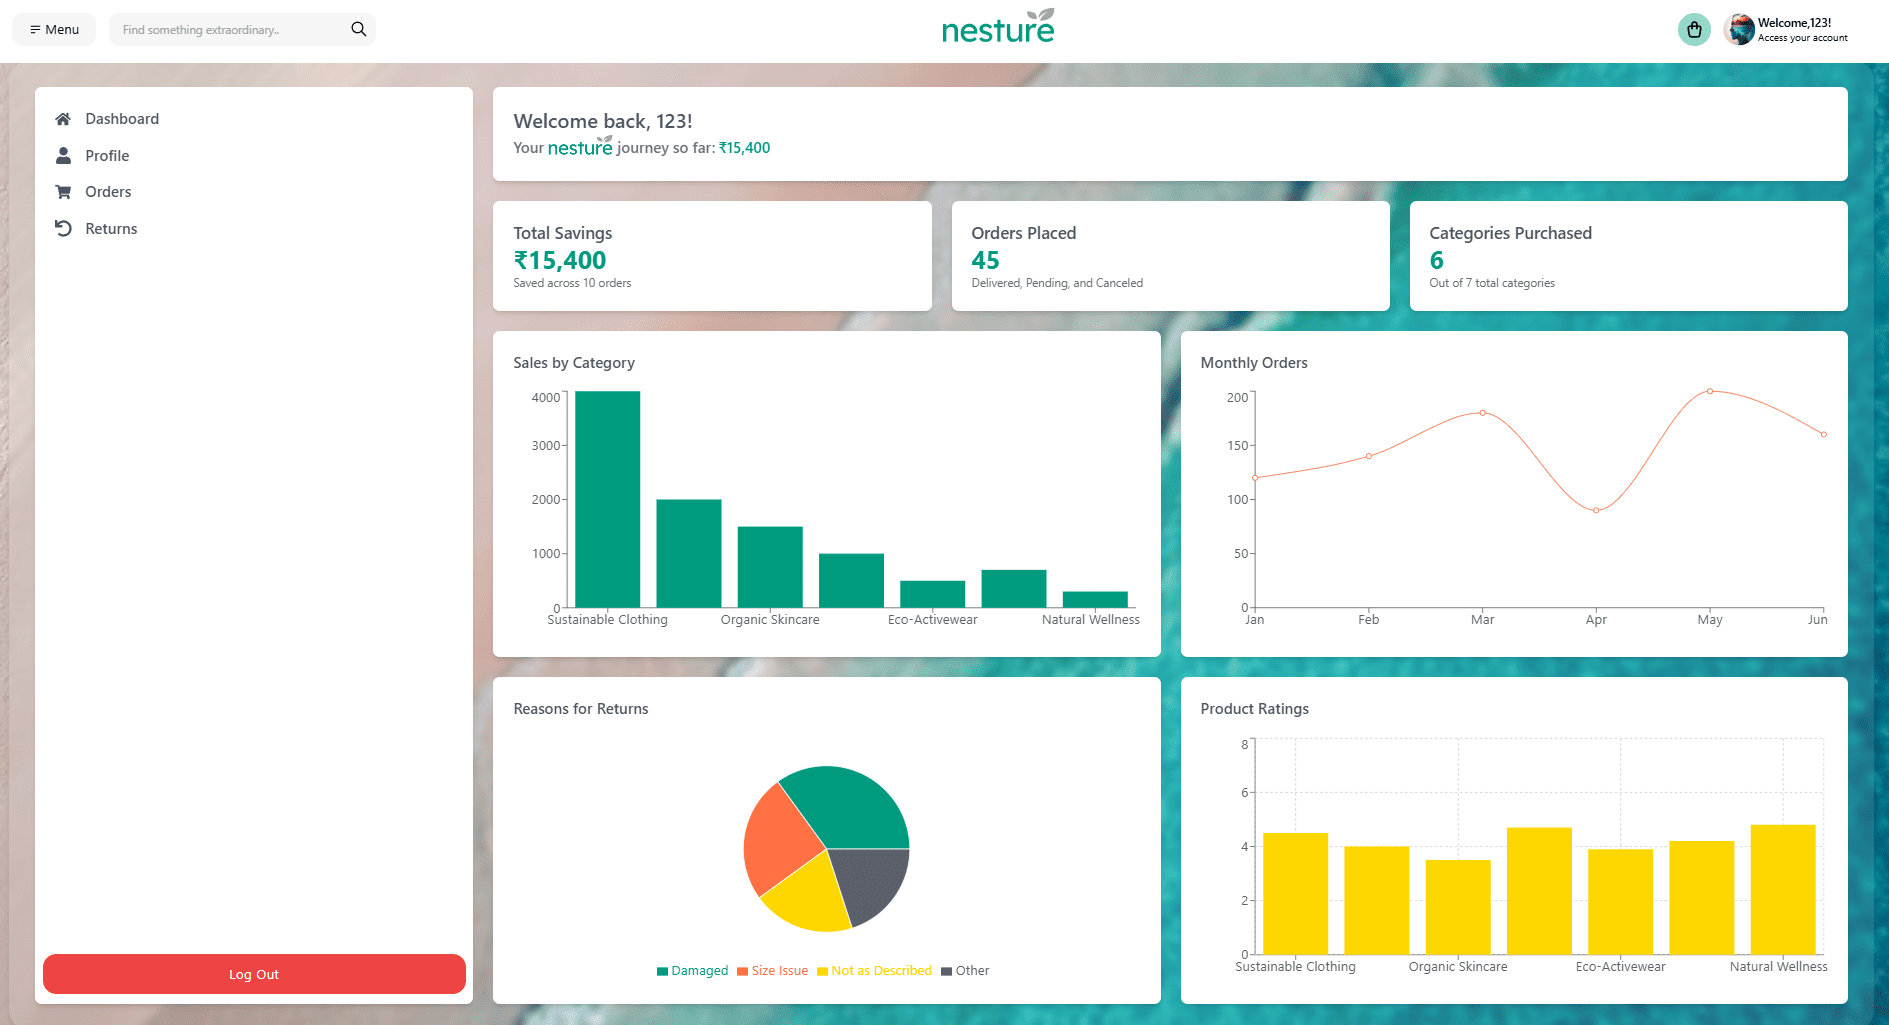 Menu
Find something extraordinary..
nesture
Welcome,123!
Access your account
Dashboard
Profile
Orders
Returns
Log Out
Welcome back, 123!
Your nesture journey so far: ₹15,400
Total Savings
₹15,400
Saved across 10 orders
Orders Placed
45
Delivered, Pending, and Canceled
Categories Purchased
6
Out of 7 total categories
Sales by Category
4000
3000
2000
1000
0
Sustainable Clothing Organic Skincare Eco-Activewear Natural Wellness
Monthly Orders
200
150
100
50
0
Jan Feb Mar Apr May Jun
Reasons for Returns
Damaged Size Issue Not as Described Other
Product Ratings
8
6
4
2
0
Sustainable Clothing Organic Skincare Eco-Activewear Natural Wellness